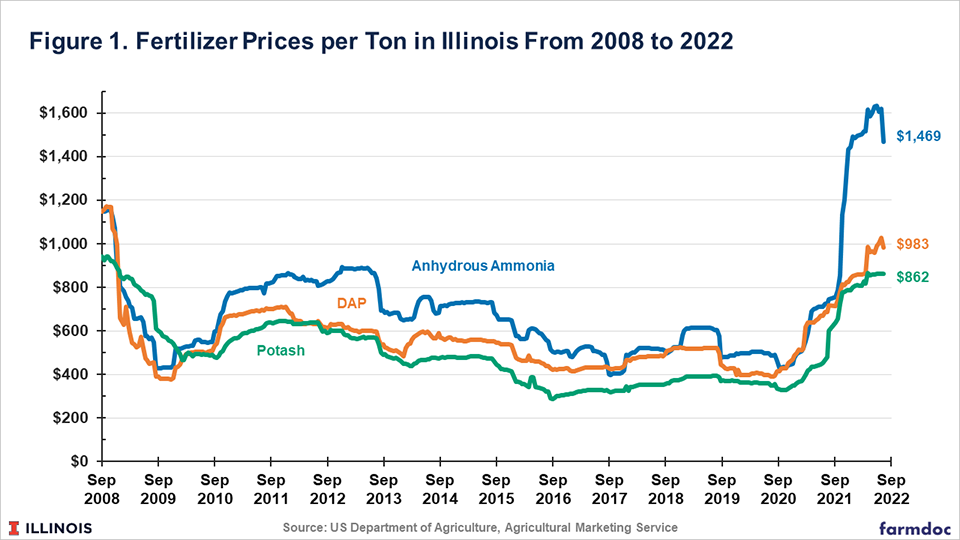 Figure 1. Fertilizer Prices per Ton in Illinois From 2008 to 2022
$1,600
$1,400
$1,200
$1,000
$800
$600
$400
$200
$0
Anhydrous Ammonia
DAP
Potash
$1,469
$983
$862
Sep Sep Sep Sep Sep Sep Sep Sep Sep Sep Sep Sep Sep Sep Sep
2008 2009 2010 2011 2012 2013 2014 2015 2016 2017 2018 2019 2020 2021 2022
I ILLINOIS
Source: US Department of Agriculture, Agricultural Marketing Service
farmdoc